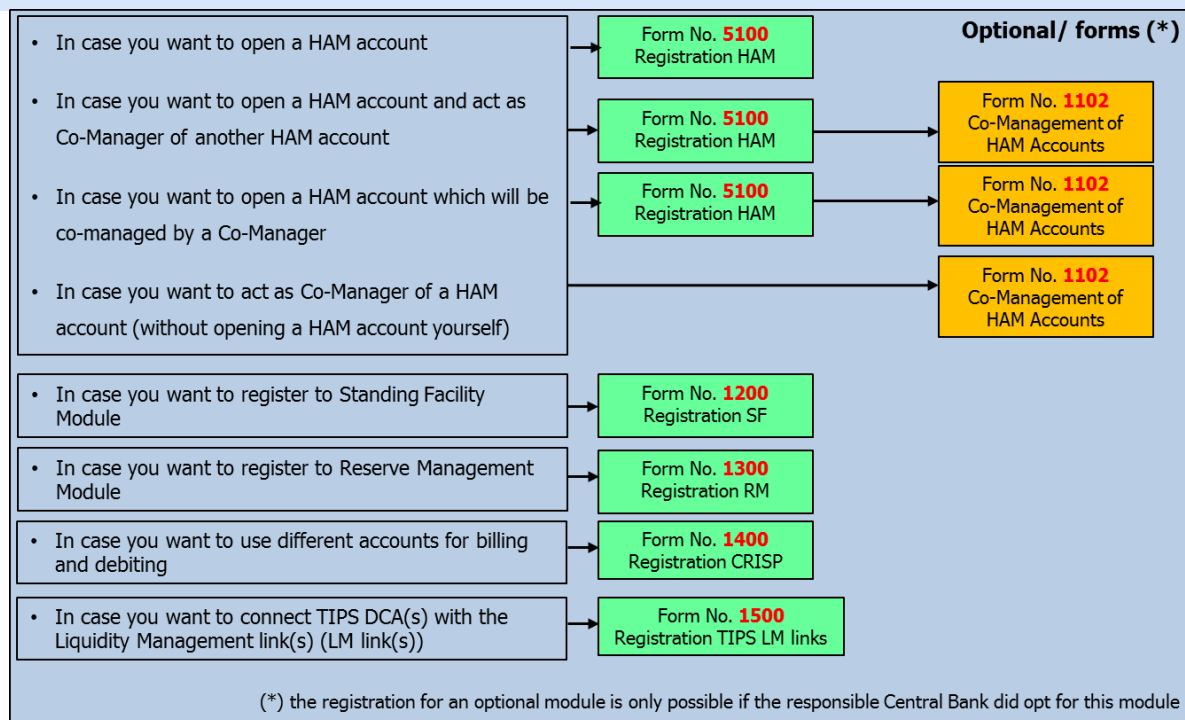 Optional/ forms (*)
• In case you want to open a HAM account
Form No. 5100
Registration HAM
• In case you want to open a HAM account and act as
Co-Manager of another HAM account
Form No. 5100
Registration HAM
Form No. 1102
Co-Management of
HAM Accounts
• In case you want to open a HAM account which will be
co-managed by a Co-Manager
Form No. 5100
Registration HAM
Form No. 1102
Co-Management of
HAM Accounts
• In case you want to act as Co-Manager of a HAM
account (without opening a HAM account yourself)
Form No. 1102
Co-Management of
HAM Accounts
• In case you want to register to Standing Facility
Module
Form No. 1200
Registration SF
• In case you want to register to Reserve Management
Module
Form No. 1300
Registration RM
• In case you want to use different accounts for billing
and debiting
Form No. 1400
Registration CRISP
• In case you want to connect TIPS DCA(s) with the
Liquidity Management link(s) (LM link(s))
Form No. 1500
Registration TIPS LM links
(*) the registration for an optional module is only possible if the responsible Central Bank did opt for this module